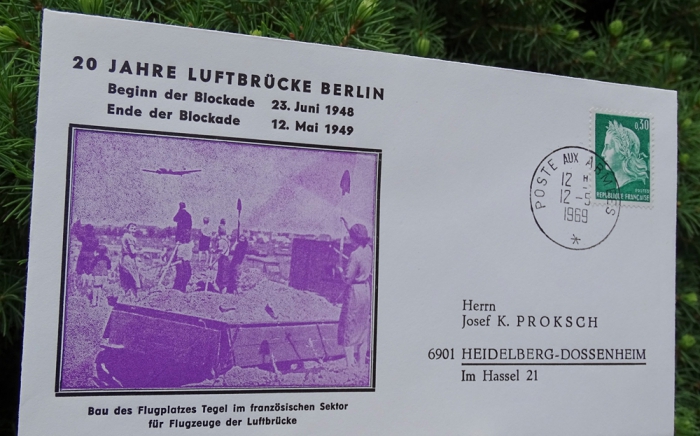 20 JAHRE LUFTBRÜCKE BERLIN
Beginn der Blockade 23. Juni 1948
Ende der Blockade 12. Mai 1949
Bau des Flugplatzes Tegel im französischen Sektor
für Flugzeuge der Luftbrücke
0,30
POSTES
REPUBLIQUE FRANÇAISE
POSTE AUX ARMEES
12 H
12 - 5
1969
Herrn
Josef K. PROKSCH
6901 HEIDELBERG-DOSSENHEIM
Im Hassel 21